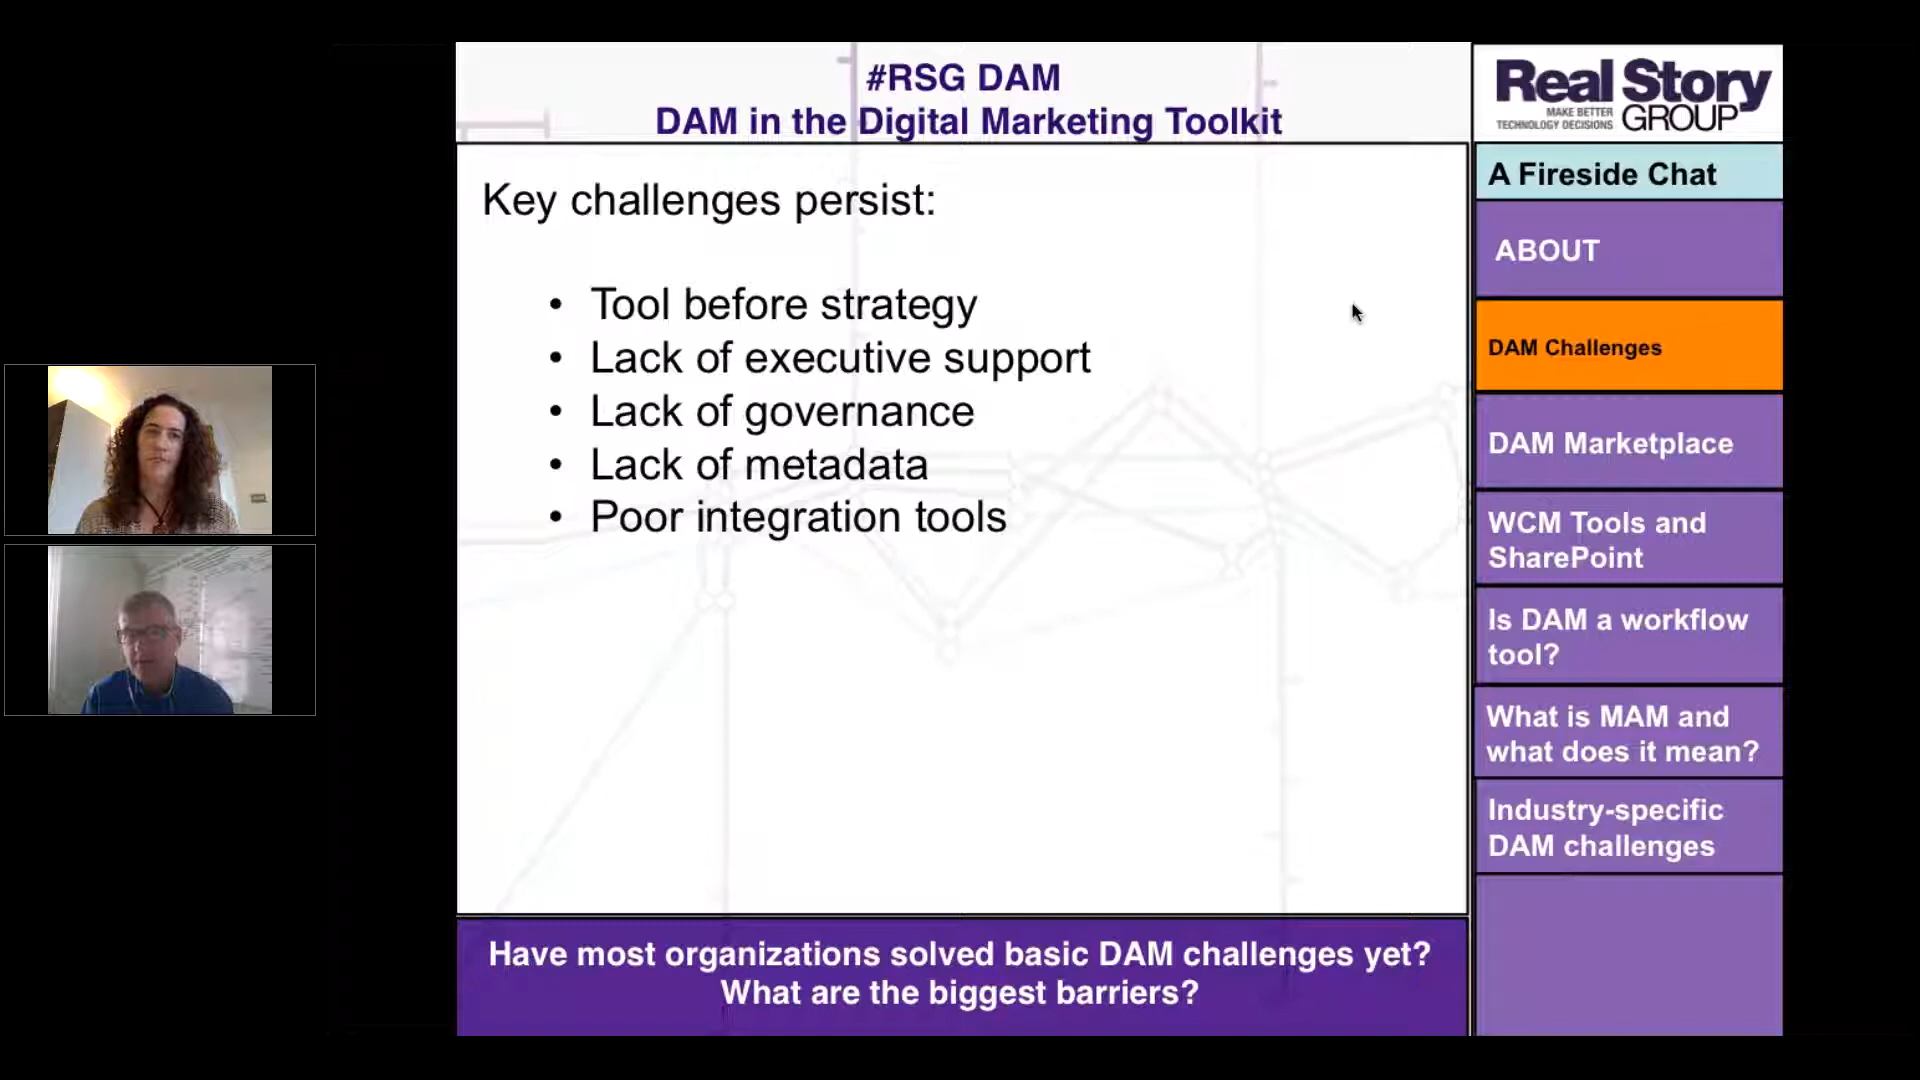 #RSG DAM
DAM in the Digital Marketing Toolkit
Real Story
MAKE BETTER
TECHNOLOGY DECISIONS
GROUP
Key challenges persist:
• Tool before strategy
• Lack of executive support
• Lack of governance
• Lack of metadata
• Poor integration tools
Have most organizations solved basic DAM challenges yet?
What are the biggest barriers?
A Fireside Chat
ABOUT
DAM Challenges
DAM Marketplace
WCM Tools and
SharePoint
Is DAM a workflow
tool?
What is MAM and
what does it mean?
Industry-specific
DAM challenges